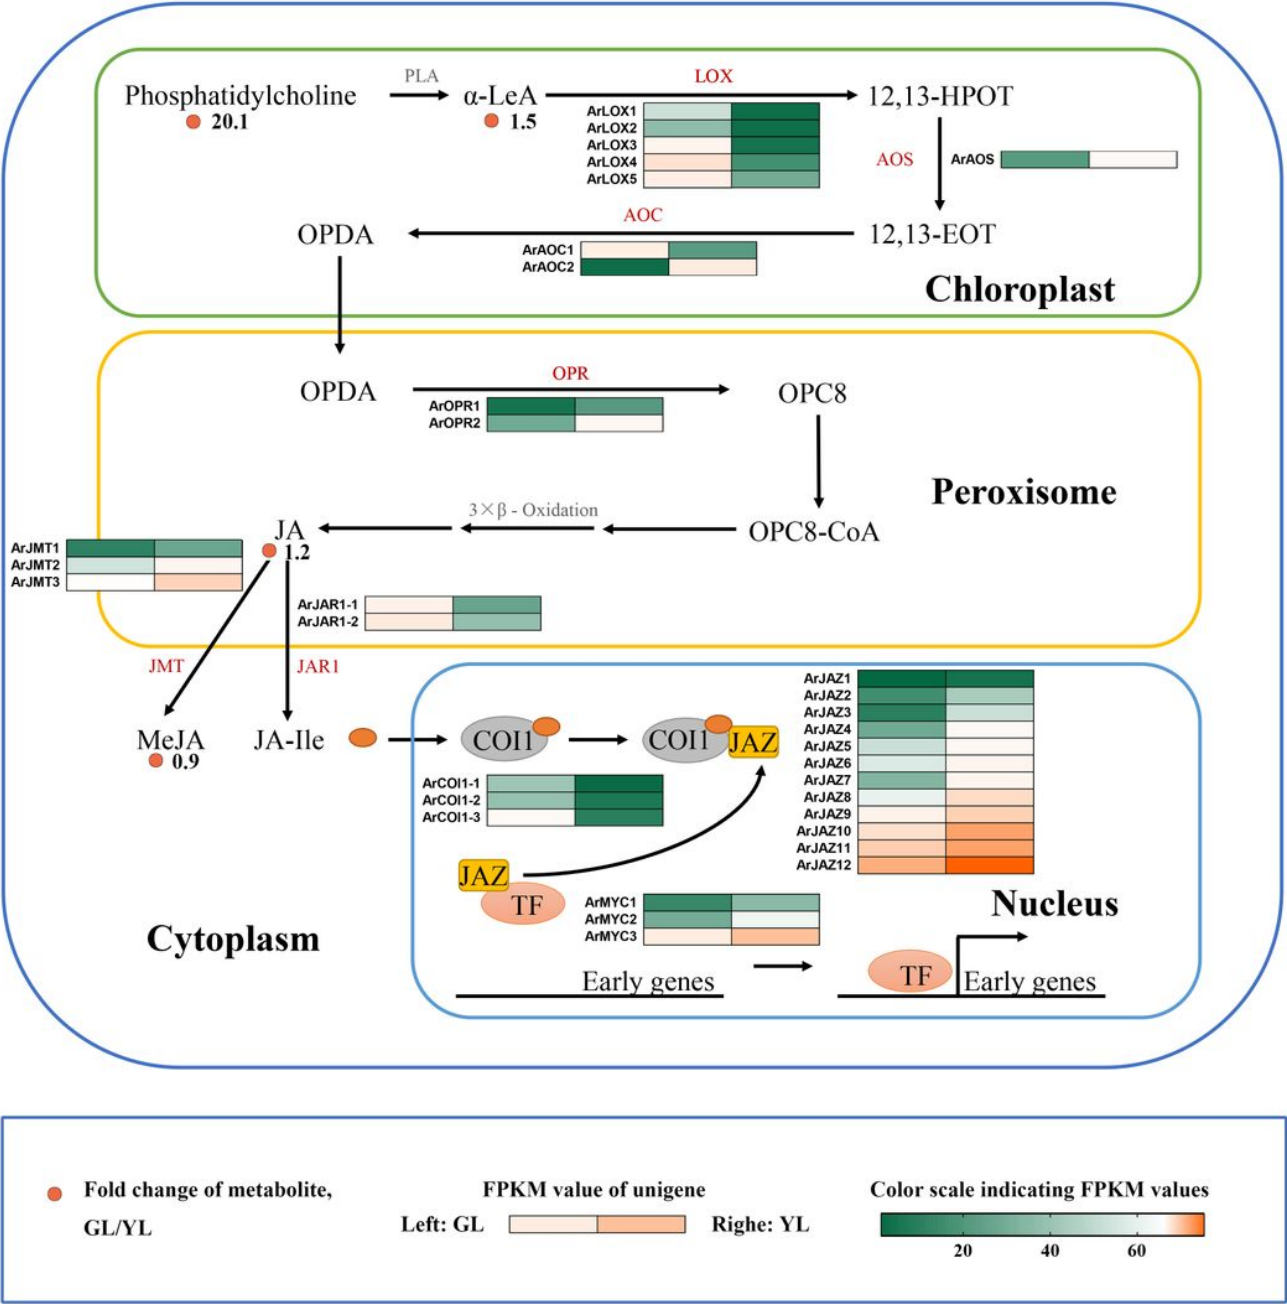 PLA
LOX
Phosphatidylcholine
α-LeA
12,13-HPOT
20.1
1.5
ArLOX1
ArLOX2
ArLOX3
ArLOX4
ArLOX5
AOS
ArAOS
AOC
OPDA
12,13-EOT
ArAOC1
ArAOC2
Chloroplast
OPR
OPDA
OPC8
ArOPR1
ArOPR2
Peroxisome
3×β - Oxidation
JA
OPC8-CoA
1.2
ArJMT1
ArJMT2
ArJMT3
ArJAR1-1
ArJAR1-2
JMT
JAR1
MeJA
JA-Ile
0.9
COI1
COI1
JAZ
ArJAZ1
ArJAZ2
ArJAZ3
ArJAZ4
ArJAZ5
ArJAZ6
ArJAZ7
ArJAZ8
ArJAZ9
ArJAZ10
ArJAZ11
ArJAZ12
ArCOI1-1
ArCOI1-2
ArCOI1-3
JAZ
TF
ArMYC1
ArMYC2
ArMYC3
Nucleus
Cytoplasm
Early genes
TF
Early genes
Fold change of metabolite,
GL/YL
FPKM value of unigene
Left: GL
Righe: YL
Color scale indicating FPKM values
20 40 60